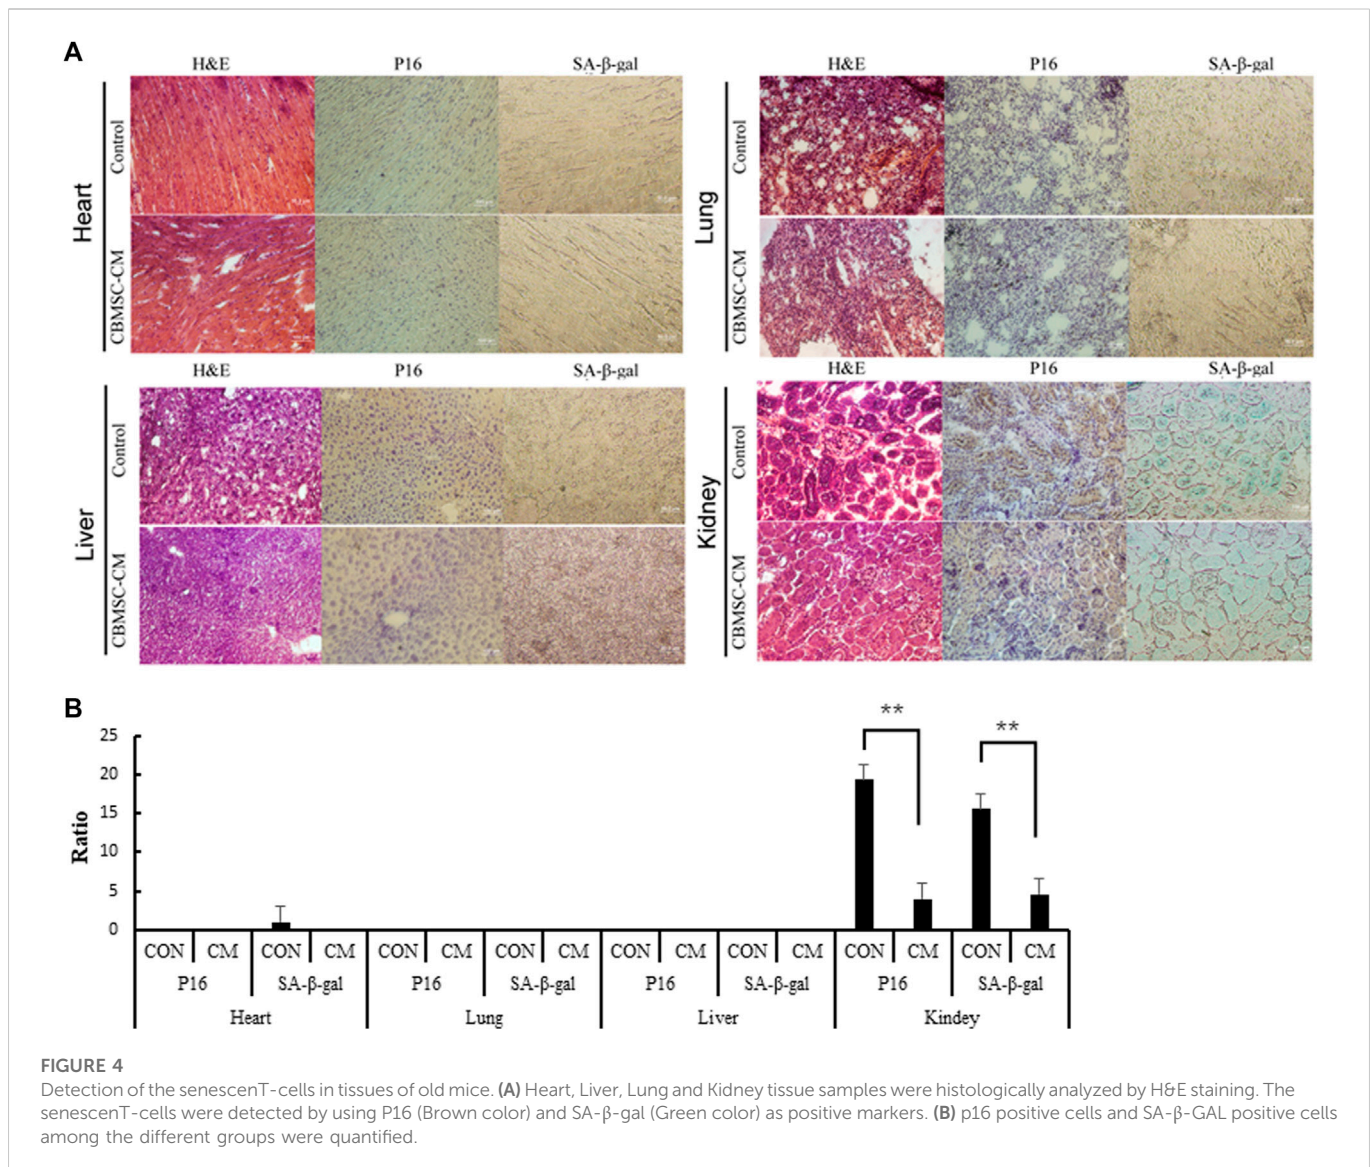 A
H&E P16 SA-β-gal
H&E P16 SA-β-gal
Heart
Control
CBMSC-CM
Lung
Control
CBMSC-CM
H&E P16 SA-β-gal
H&E P16 SA-β-gal
Liver
Control
CBMSC-CM
Kidney
Control
CBMSC-CM
B
Ratio
25
20
15
10
5
0
**
**
CON CM CON CM CON CM CON CM CON CM CON CM CON CM CON CM
P16 SA-β-gal P16 SA-β-gal P16 SA-β-gal P16 SA-β-gal
Heart Lung Liver Kindey
FIGURE 4
Detection of the senescenT-cells in tissues of old mice. (A) Heart, Liver, Lung and Kidney tissue samples were histologically analyzed by H&E staining. The
senescenT-cells were detected by using P16 (Brown color) and SA-β-gal (Green color) as positive markers. (B) p16 positive cells and SA-β-GAL positive cells
among the different groups were quantified.